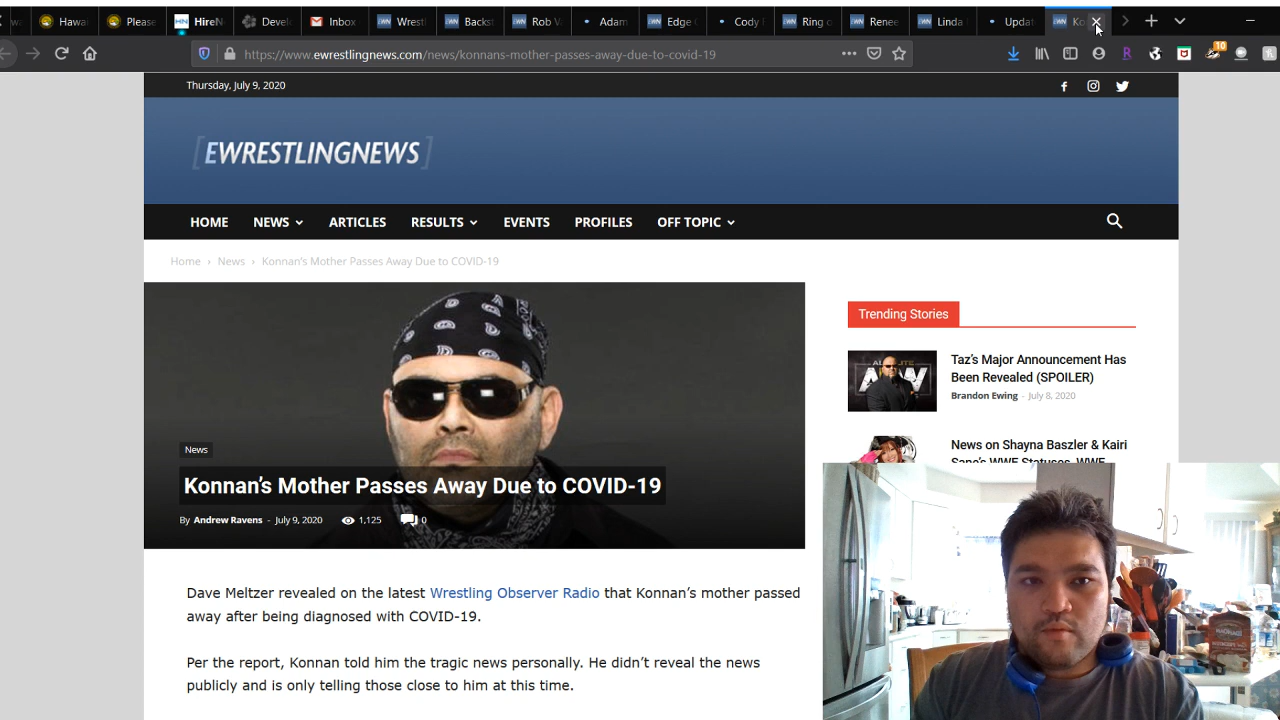 Hawai
Please
HireN
Devel
Inbox
Wrestl
Backst
Rob V
Adam
Edge
Cody
Ring o
Renee
Linda
Updat
Ko
https://www.ewrestlingnews.com/news/konnans-mother-passes-away-due-to-covid-19
10
Thursday, July 9, 2020
[EWRESTLINGNEWS]
HOME NEWS ARTICLES RESULTS EVENTS PROFILES OFF TOPIC
Home › News › Konnan's Mother Passes Away Due to COVID-19
News
Konnan's Mother Passes Away Due to COVID-19
By Andrew Ravens - July 9, 2020 1,125 0
Dave Meltzer revealed on the latest Wrestling Observer Radio that Konnan's mother passed
away after being diagnosed with COVID-19.
Per the report, Konnan told him the tragic news personally. He didn't reveal the news
publicly and is only telling those close to him at this time.
Trending Stories
Taz's Major Announcement Has
Been Revealed (SPOILER)
Brandon Ewing - July 8, 2020
News on Shayna Baszler & Kairi
Sane's WWE Statuses, WWE